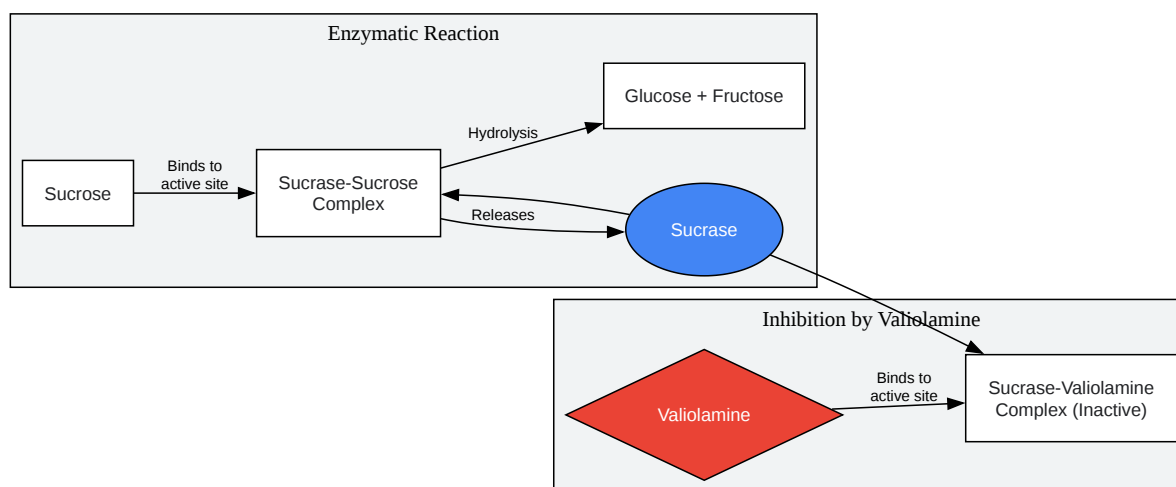 Enzymatic Reaction
Glucose + Fructose
Hydrolysis
Binds to
active site
Sucrose
Sucrase-Sucrose
Complex
Releases
Sucrase
Inhibition by Valiolamine
Binds to
active site
Valiolamine
Sucrase-Valiolamine
Complex (Inactive)